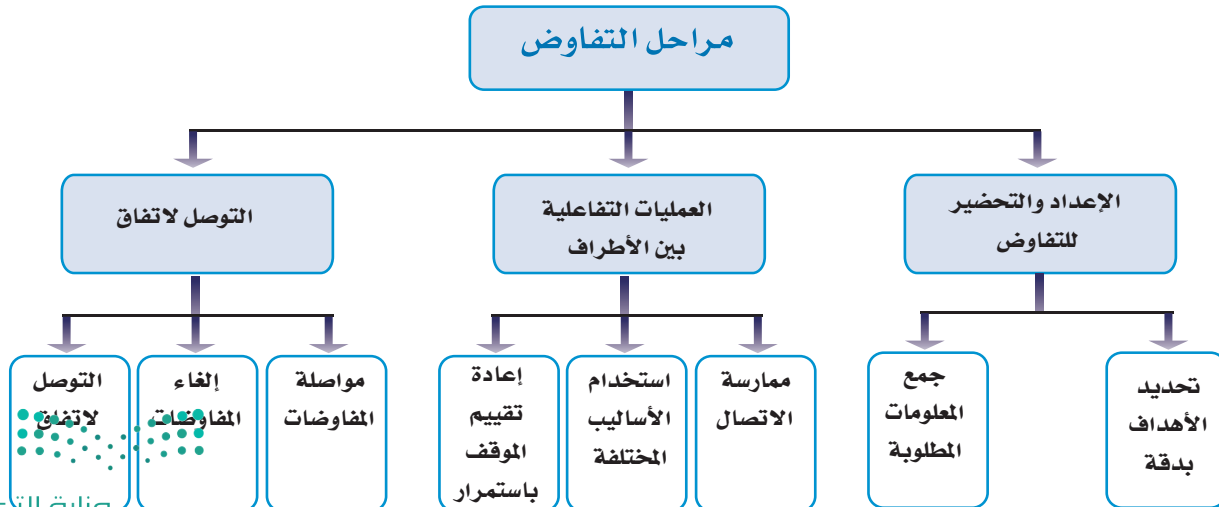 مراحل التفاوض
الإعداد والتحضير
للتفاوض
العمليات التفاعلية
بين الأطراف
التوصل لاتفاق
تحديد
الأهداف
بدقة
جمع
المعلومات
المطلوبة
ممارسة
الاتصال
استخدام
الأساليب
المختلفة
إعادة
تقييم
الموقف
باستمرار
مواصلة
المفاوضات
إلغاء
المفاوضات
التوصل
لاتفاق
وزارة